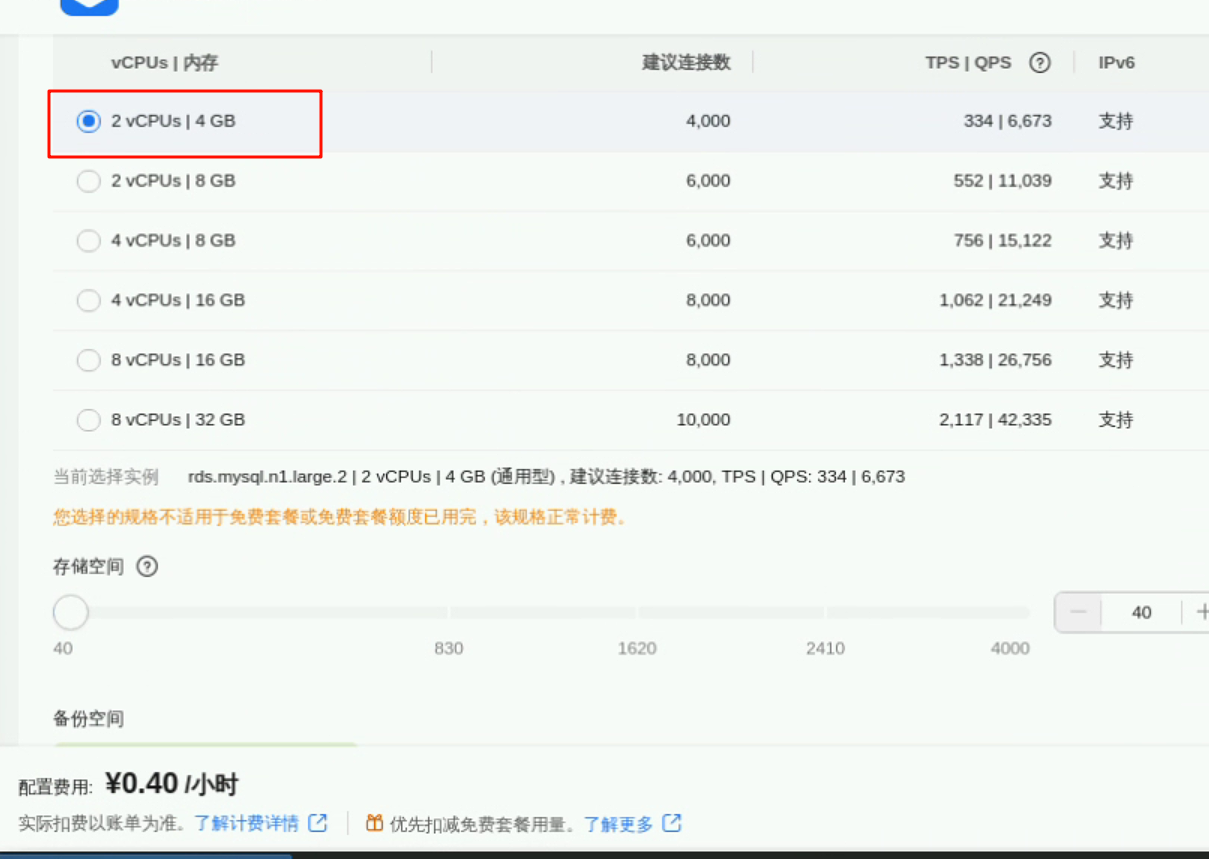 vCPUs | 内存 建议连接数 TPS | QPS ? IPv6
2 vCPUs | 4 GB 4,000 334 | 6,673 支持
2 vCPUs | 8 GB 6,000 552 | 11,039 支持
4 vCPUs | 8 GB 6,000 756 | 15,122 支持
4 vCPUs | 16 GB 8,000 1,062 | 21,249 支持
8 vCPUs | 16 GB 8,000 1,338 | 26,756 支持
8 vCPUs | 32 GB 10,000 2,117 | 42,335 支持
当前选择实例 rds.mysql.n1.large.2 | 2 vCPUs | 4 GB (通用型) , 建议连接数: 4,000, TPS | QPS: 334 | 6,673
您选择的规格不适用于免费套餐或免费套餐额度已用完，该规格正常计费。
存储空间 ?
− 40 +
40 830 1620 2410 4000
备份空间
配置费用: ¥0.40 /小时
实际扣费以账单为准。了解计费详情 优先扣减免费套餐用量。了解更多